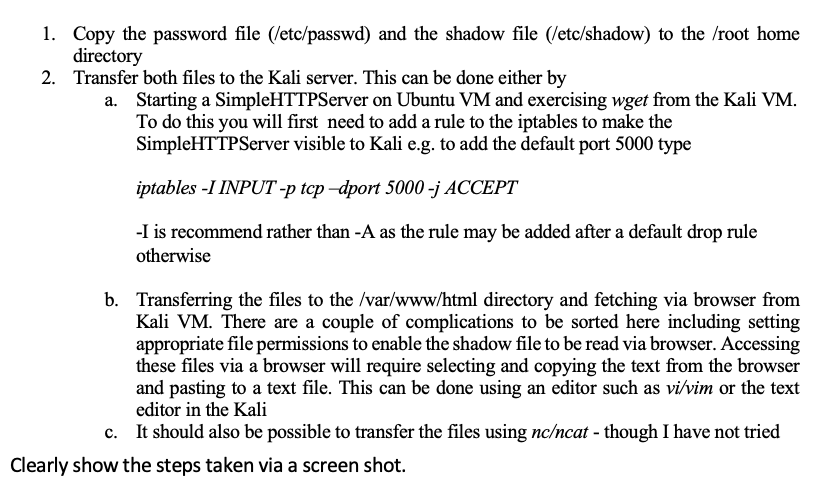 1. Copy the password file (/etc/passwd) and the shadow file (/etc/shadow) to the /root home
directory
2. Transfer both files to the Kali server. This can be done either by
a. Starting a SimpleHTTPServer on Ubuntu VM and exercising wget from the Kali VM.
To do this you will first need to add a rule to the iptables to make the
SimpleHTTPServer visible to Kali e.g. to add the default port 5000 type
iptables -I INPUT -p tcp –dport 5000 -j ACCEPT
-I is recommend rather than -A as the rule may be added after a default drop rule
otherwise
b. Transferring the files to the /var/www/html directory and fetching via browser from
Kali VM. There are a couple of complications to be sorted here including setting
appropriate file permissions to enable the shadow file to be read via browser. Accessing
these files via a browser will require selecting and copying the text from the browser
and pasting to a text file. This can be done using an editor such as vi/vim or the text
editor in the Kali
c. It should also be possible to transfer the files using nc/ncat - though I have not tried
Clearly show the steps taken via a screen shot.